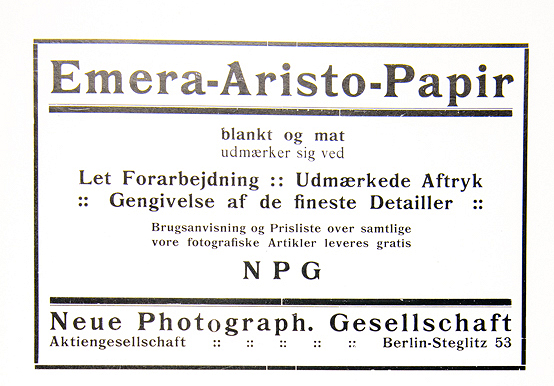 Emera-Aristo-Papir
blankt og mat
udmærker sig ved
Let Forarbejdning :: Udmærkede Aftryk
:: Gengivelse af de fineste Detailler ::
Brugsanvisning og Prisliste over samtlige
vore fotografiske Artikler leveres gratis
NPG
Neue Photograph. Gesellschaft
Aktiengesellschaft :: :: :: :: :: Berlin-Steglitz 53